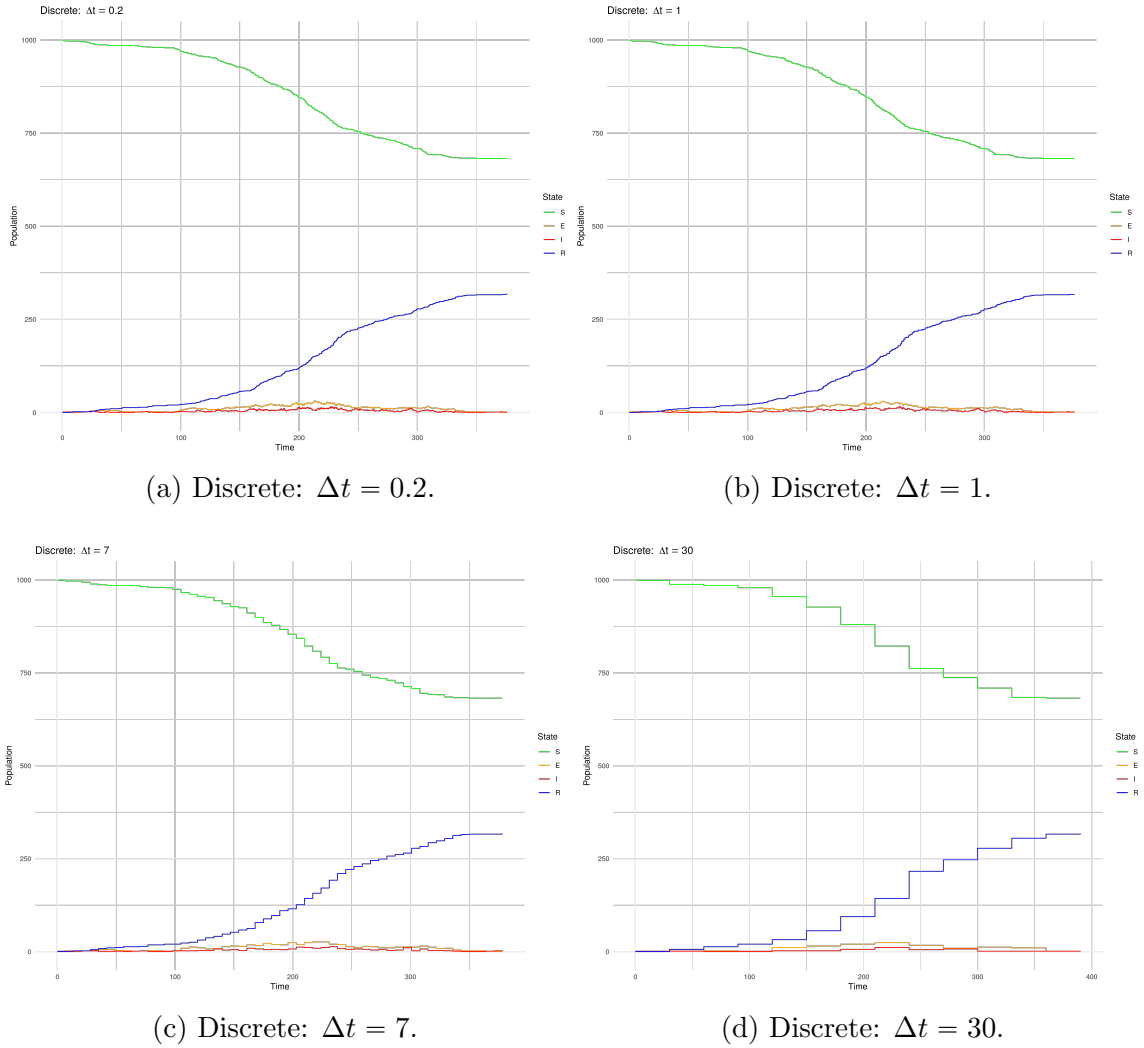 Discrete: Δt = 0.2
1000
750
500
250
0
Population
0 100 200 300
Time
State
S
E
I
R
(a) Discrete: Δt = 0.2.
Discrete: Δt = 1
1000
750
500
250
0
Population
0 100 200 300
Time
State
S
E
I
R
(b) Discrete: Δt = 1.
Discrete: Δt = 7
1000
750
500
250
0
Population
0 100 200 300
Time
State
S
E
I
R
(c) Discrete: Δt = 7.
Discrete: Δt = 30
1000
750
500
250
0
Population
0 100 200 300 400
Time
State
S
E
I
R
(d) Discrete: Δt = 30.